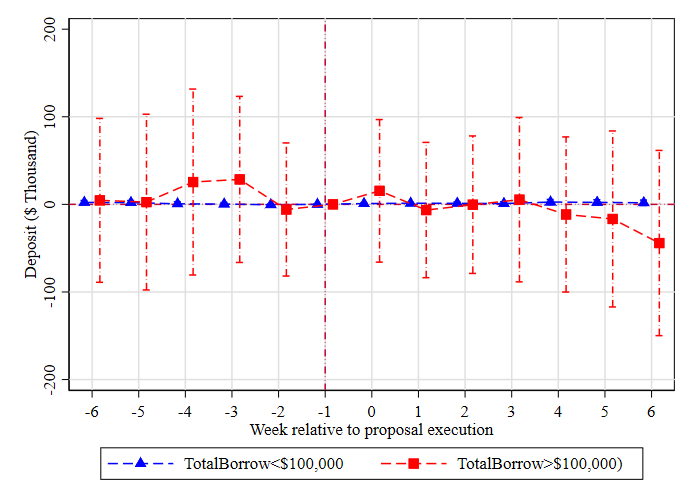 Deposit ($ Thousand)
200
100
0
-100
-200
-6 -5 -4 -3 -2 -1 0 1 2 3 4 5 6
Week relative to proposal execution
TotalBorrow<$100,000 TotalBorrow>$100,000)